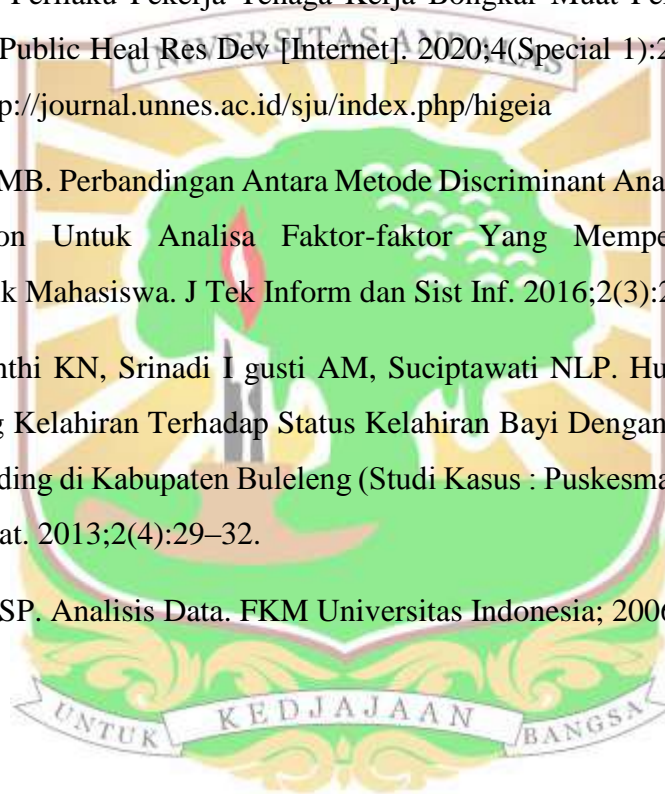 Perilaku Pekerja Tenaga Kerja Bongkar Muat Pe
UNIVERSITAS ANDALAS
Public Heal Res Dev [Internet]. 2020;4(Special 1):2
p://journal.unnes.ac.id/sju/index.php/higeia
MB. Perbandingan Antara Metode Discriminant Ana
on Untuk Analisa Faktor-faktor Yang Mempe
k Mahasiswa. J Tek Inform dan Sist Inf. 2016;2(3):2
nthi KN, Srinadi I gusti AM, Suciptawati NLP. Hu
g Kelahiran Terhadap Status Kelahiran Bayi Dengan
ding di Kabupaten Buleleng (Studi Kasus : Puskesma
at. 2013;2(4):29–32.
SP. Analisis Data. FKM Universitas Indonesia; 2006
UNTUK KEDJAJAAN BANGSA